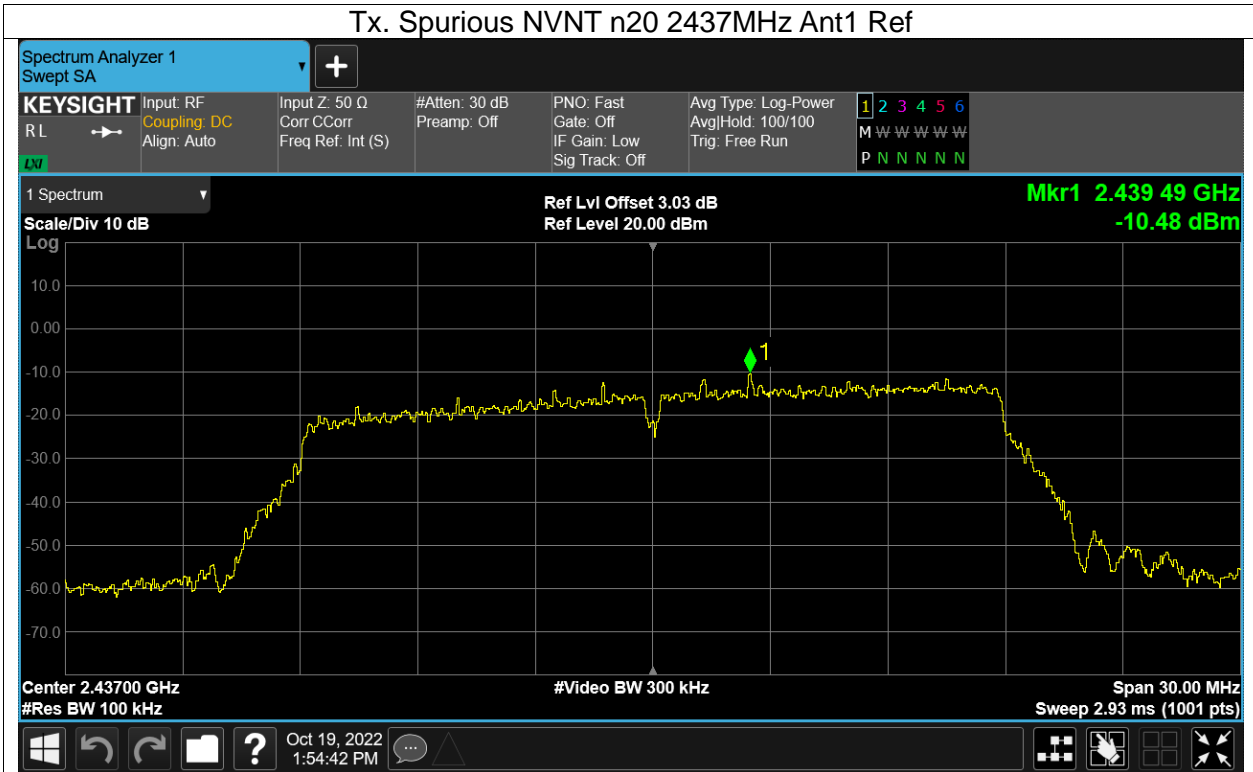 Tx. Spurious NVNT n20 2437MHz Ant1 Ref
Spectrum Analyzer 1
Swept SA
KEYSIGHT
R L
LXI
Input: RF
Coupling: DC
Align: Auto
Input Z: 50 Ω
Corr CCorr
Freq Ref: Int (S)
#Atten: 30 dB
Preamp: Off
PNO: Fast
Gate: Off
IF Gain: Low
Sig Track: Off
Avg Type: Log-Power
Avg|Hold: 100/100
Trig: Free Run
1 2 3 4 5 6
M W W W W W W
P N N N N N N
1 Spectrum
Scale/Div 10 dB
Log
Ref Lvl Offset 3.03 dB
Ref Level 20.00 dBm
Mkr1 2.439 49 GHz
-10.48 dBm
10.0
0.00
-10.0
-20.0
-30.0
-40.0
-50.0
-60.0
-70.0
1
Center 2.43700 GHz
#Res BW 100 kHz
#Video BW 300 kHz
Span 30.00 MHz
Sweep 2.93 ms (1001 pts)
?
Oct 19, 2022
1:54:42 PM